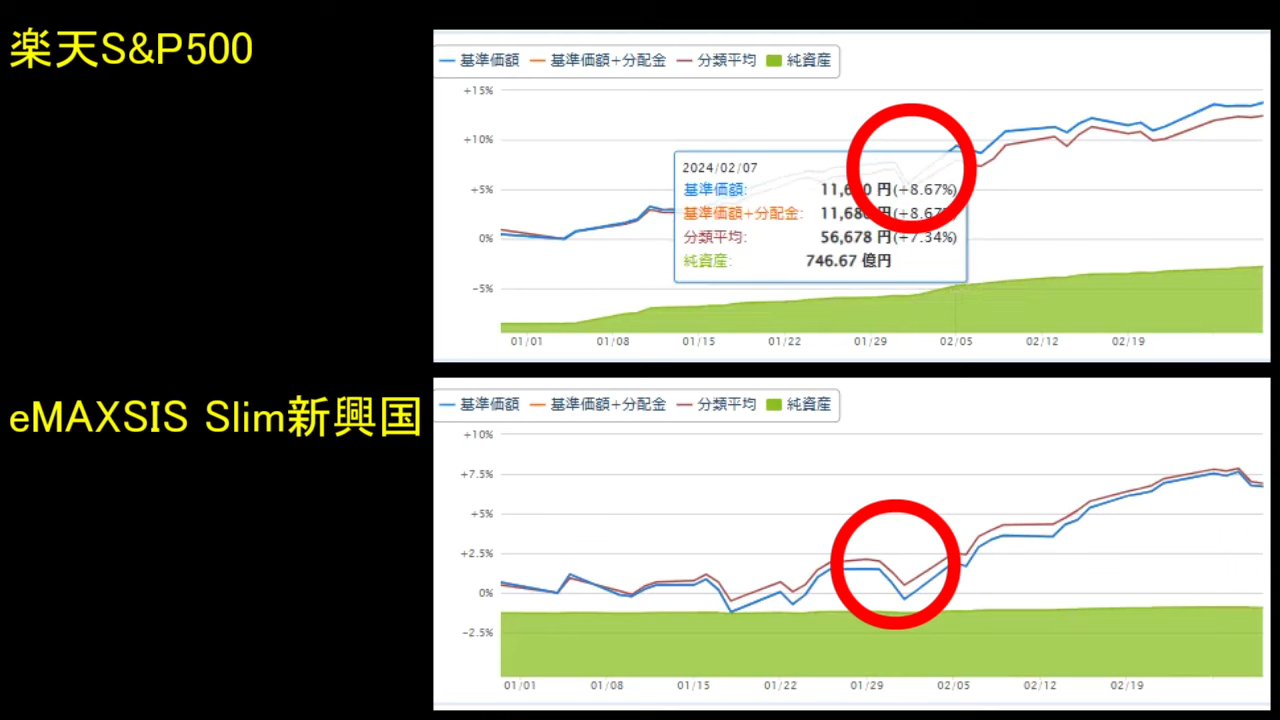 楽天S&P500
基準価額 基準価額+分配金 分類平均 純資産
+15%
+10%
+5%
0%
-5%
2024/02/07
基準価額: 円(+8.67%)
基準価額+分配金: 円
分類平均: 56,678 円(+7.34%)
純資産: 746.67 億円
01/01 01/08 01/15 01/22 01/29 02/05 02/12 02/19
eMAXSIS Slim新興国
基準価額 基準価額+分配金 分類平均 純資産
+10%
+7.5%
+5%
+2.5%
0%
-2.5%
01/01 01/08 01/15 01/22 01/29 02/05 02/12 02/19